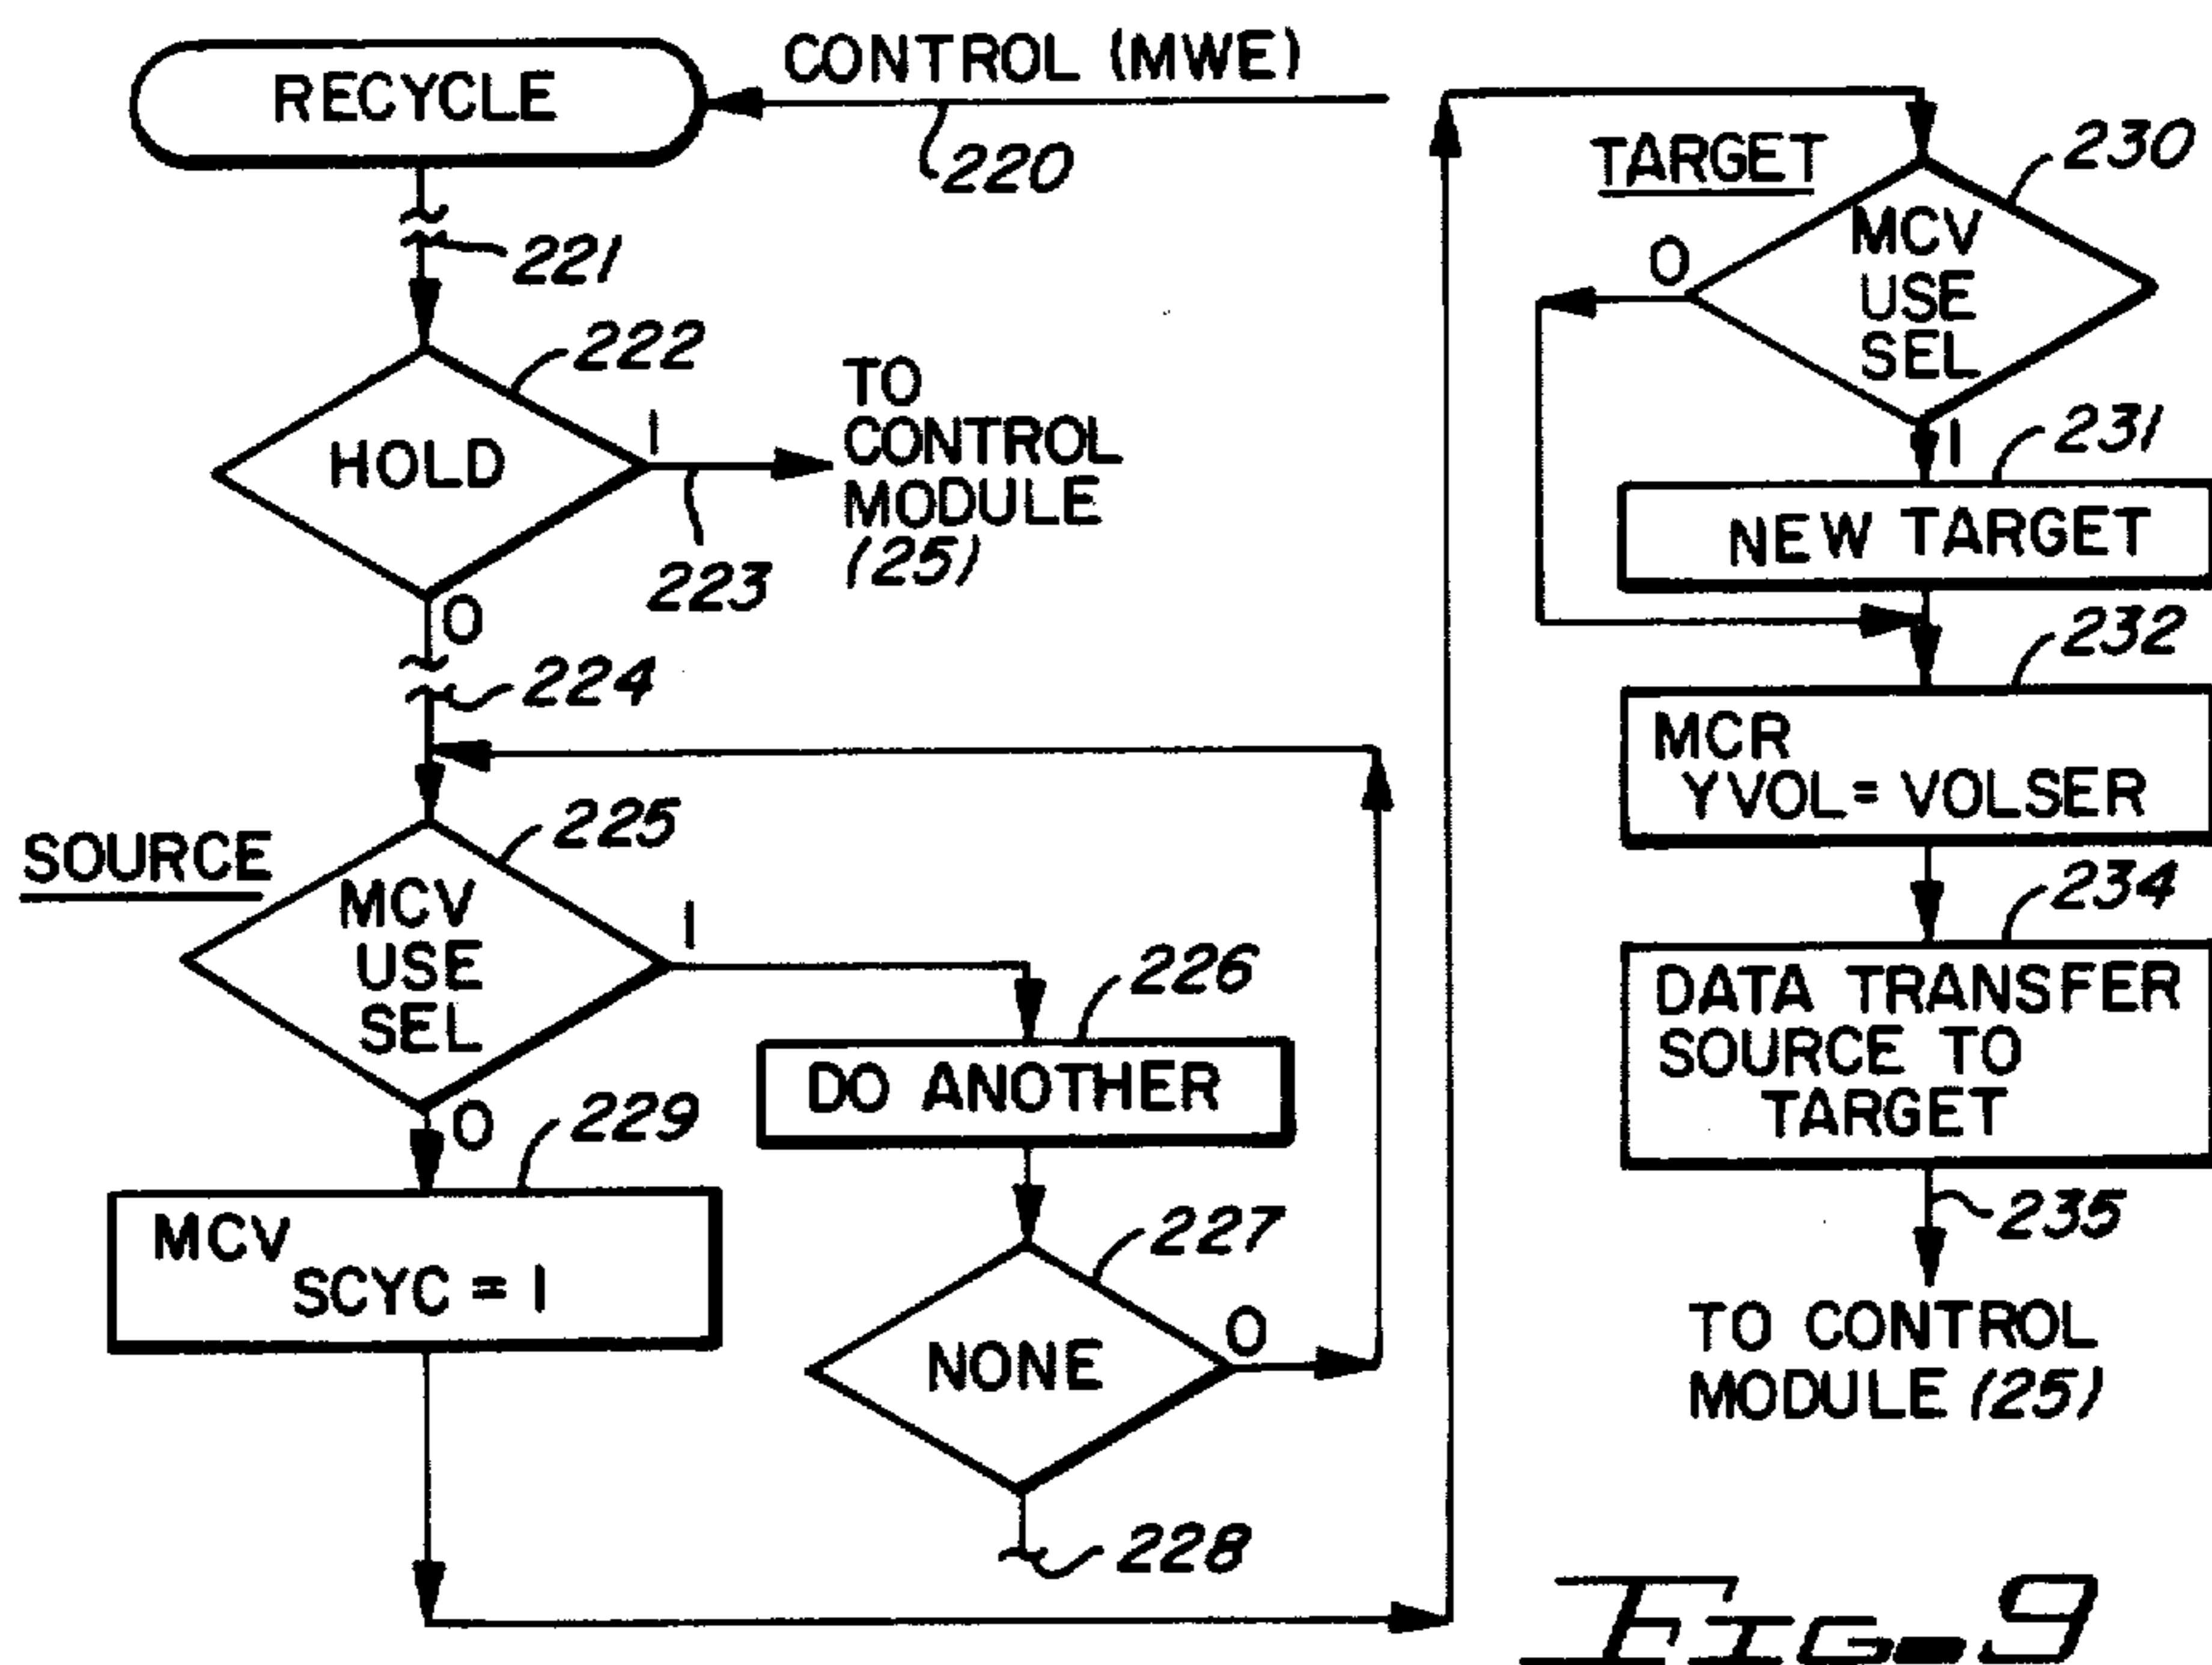 RECYCLE
CONTROL (MWE)
220
221
222
HOLD
1
223
TO
CONTROL
MODULE
(25)
0
224
SOURCE
225
MCV
USE
SEL
1
0
226
DO ANOTHER
227
NONE
0
228
229
MCV
SCYC = 1
TARGET
230
MCV
USE
SEL
0
1
231
NEW TARGET
232
MCR
YVOL = VOLSER
234
DATA TRANSFER
SOURCE TO
TARGET
235
TO CONTROL
MODULE (25)
FIG. 9